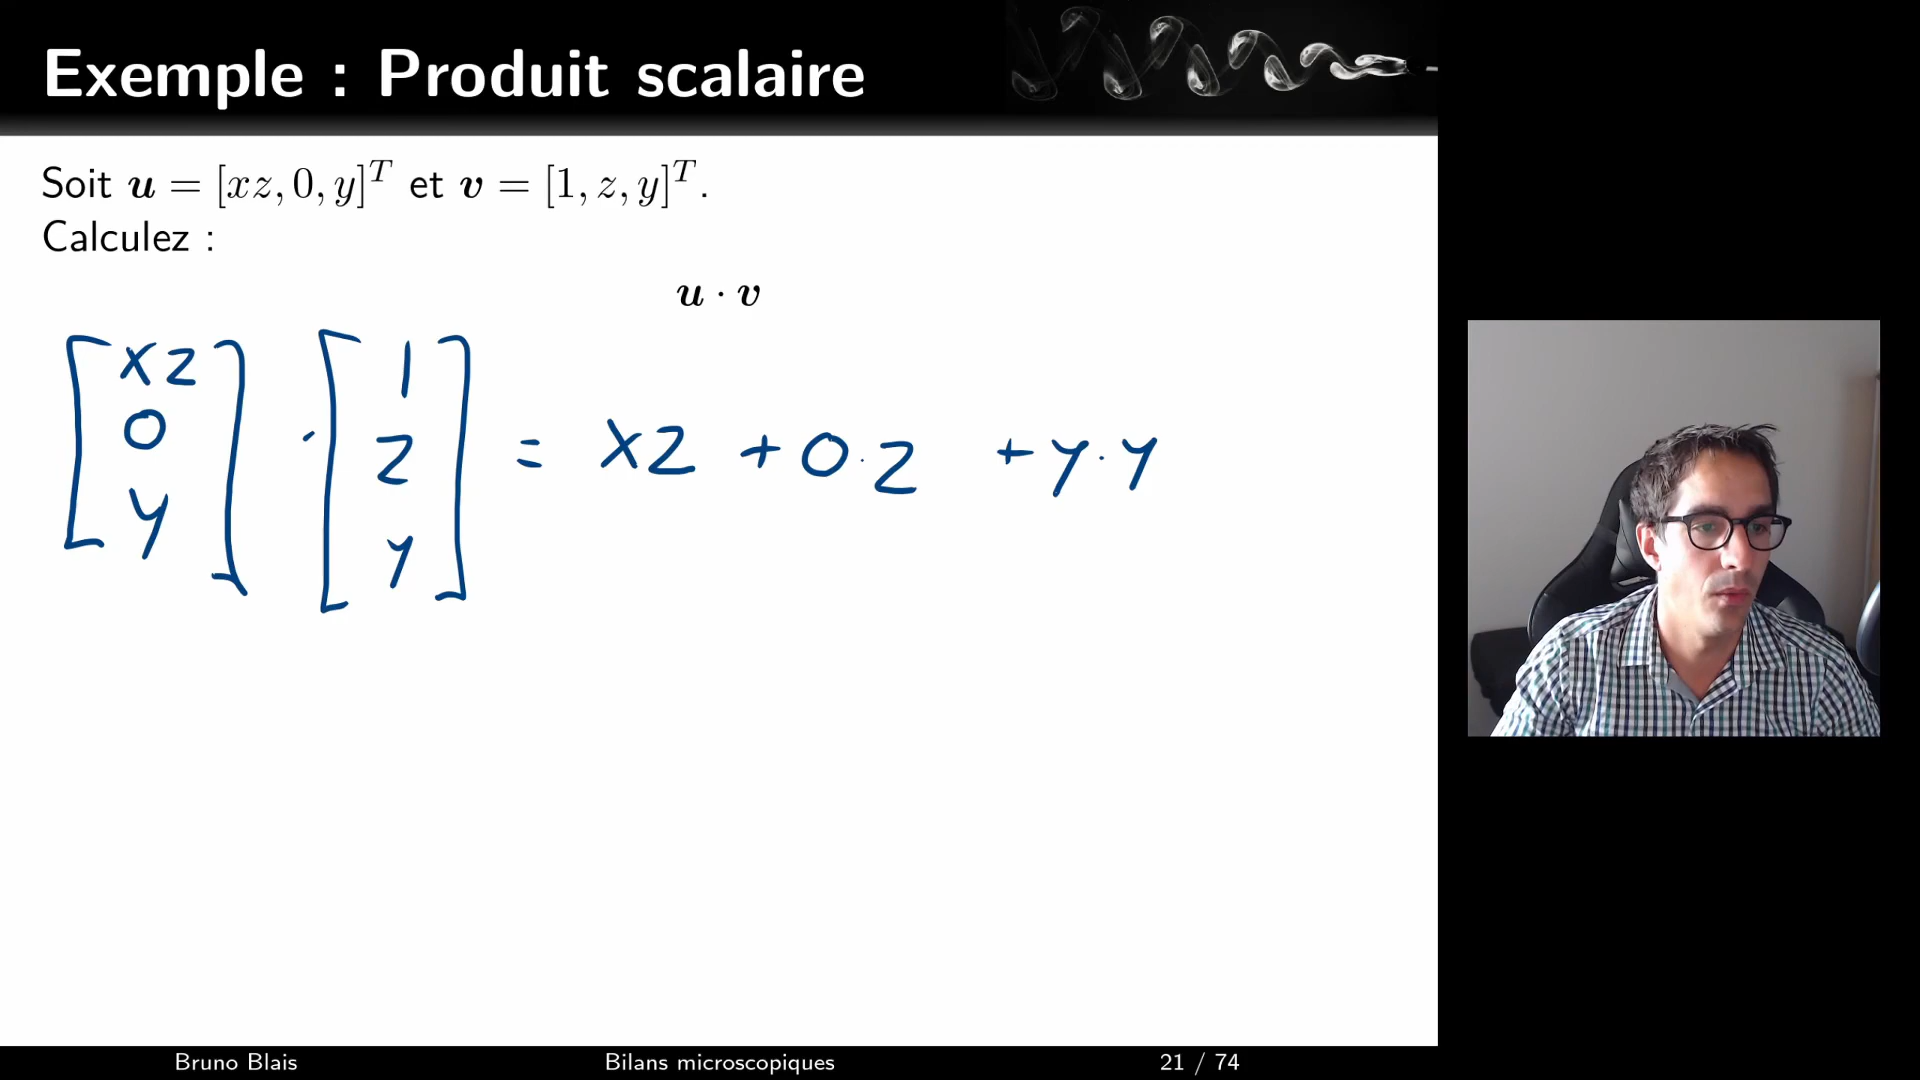 Exemple : Produit scalaire
Soit u = [xz, 0, y]^T et v = [1, z, y]^T.
Calculez :
u · v
[xz 0 y] · [1 z y] = xz + 0·z + y·y
Bruno Blais Bilans microscopiques 21 / 74